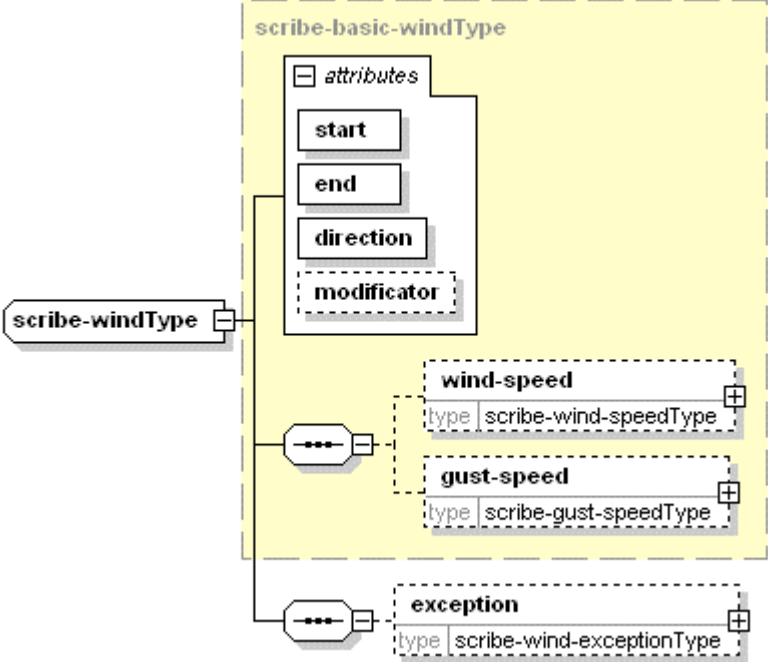 scribe-basic-windType
attributes
start
end
direction
modificator
scribe-windType
wind-speed
type scribe-wind-speedType
gust-speed
type scribe-gust-speedType
exception
type scribe-wind-exceptionType